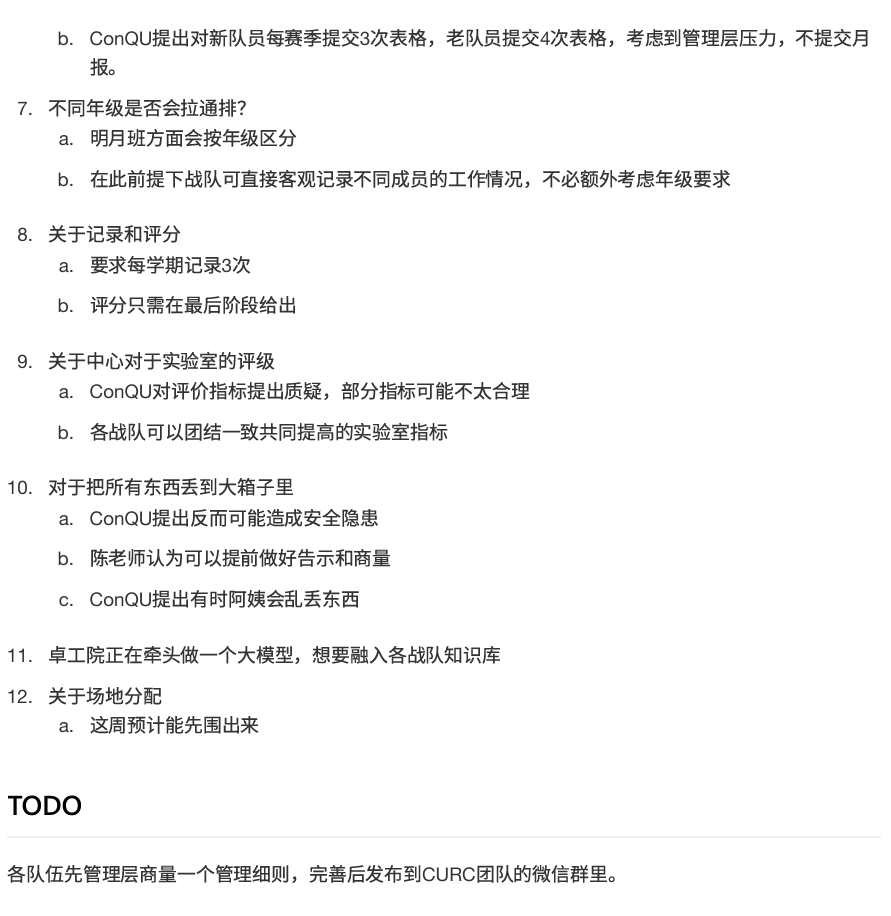 b. ConQU提出对新队员每赛季提交3次表格，老队员提交4次表格，考虑到管理层压力，不提交月
报。
7. 不同年级是否会拉通排？
a. 明月班方面会按年级区分
b. 在此前提下战队可直接客观记录不同成员的工作情况，不必额外考虑年级要求
8. 关于记录和评分
a. 要求每学期记录3次
b. 评分只需在最后阶段给出
9. 关于中心对于实验室的评级
a. ConQU对评价指标提出质疑，部分指标可能不太合理
b. 各战队可以团结一致共同提高的实验室指标
10. 对于把所有东西丢到大箱子里
a. ConQU提出反而可能造成安全隐患
b. 陈老师认为可以提前做好告示和商量
c. ConQU提出有时阿姨会乱丢东西
11. 卓工院正在牵头做一个大模型，想要融入各战队知识库
12. 关于场地分配
a. 这周预计能先围出来
TODO
各队伍先管理层商量一个管理细则，完善后发布到CURC团队的微信群里。